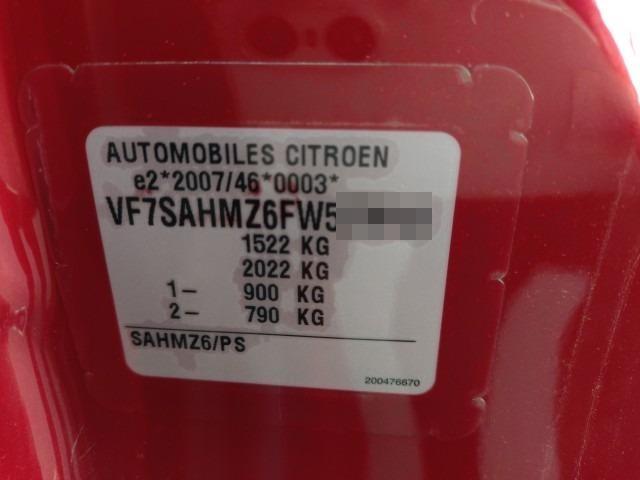 AUTOMOBILES CITROEN
e2*2007/46*0003*
VF7SAHMZ6FW5
1522 KG
2022 KG
1- 900 KG
2- 790 KG
SAHMZ6/PS
200476670